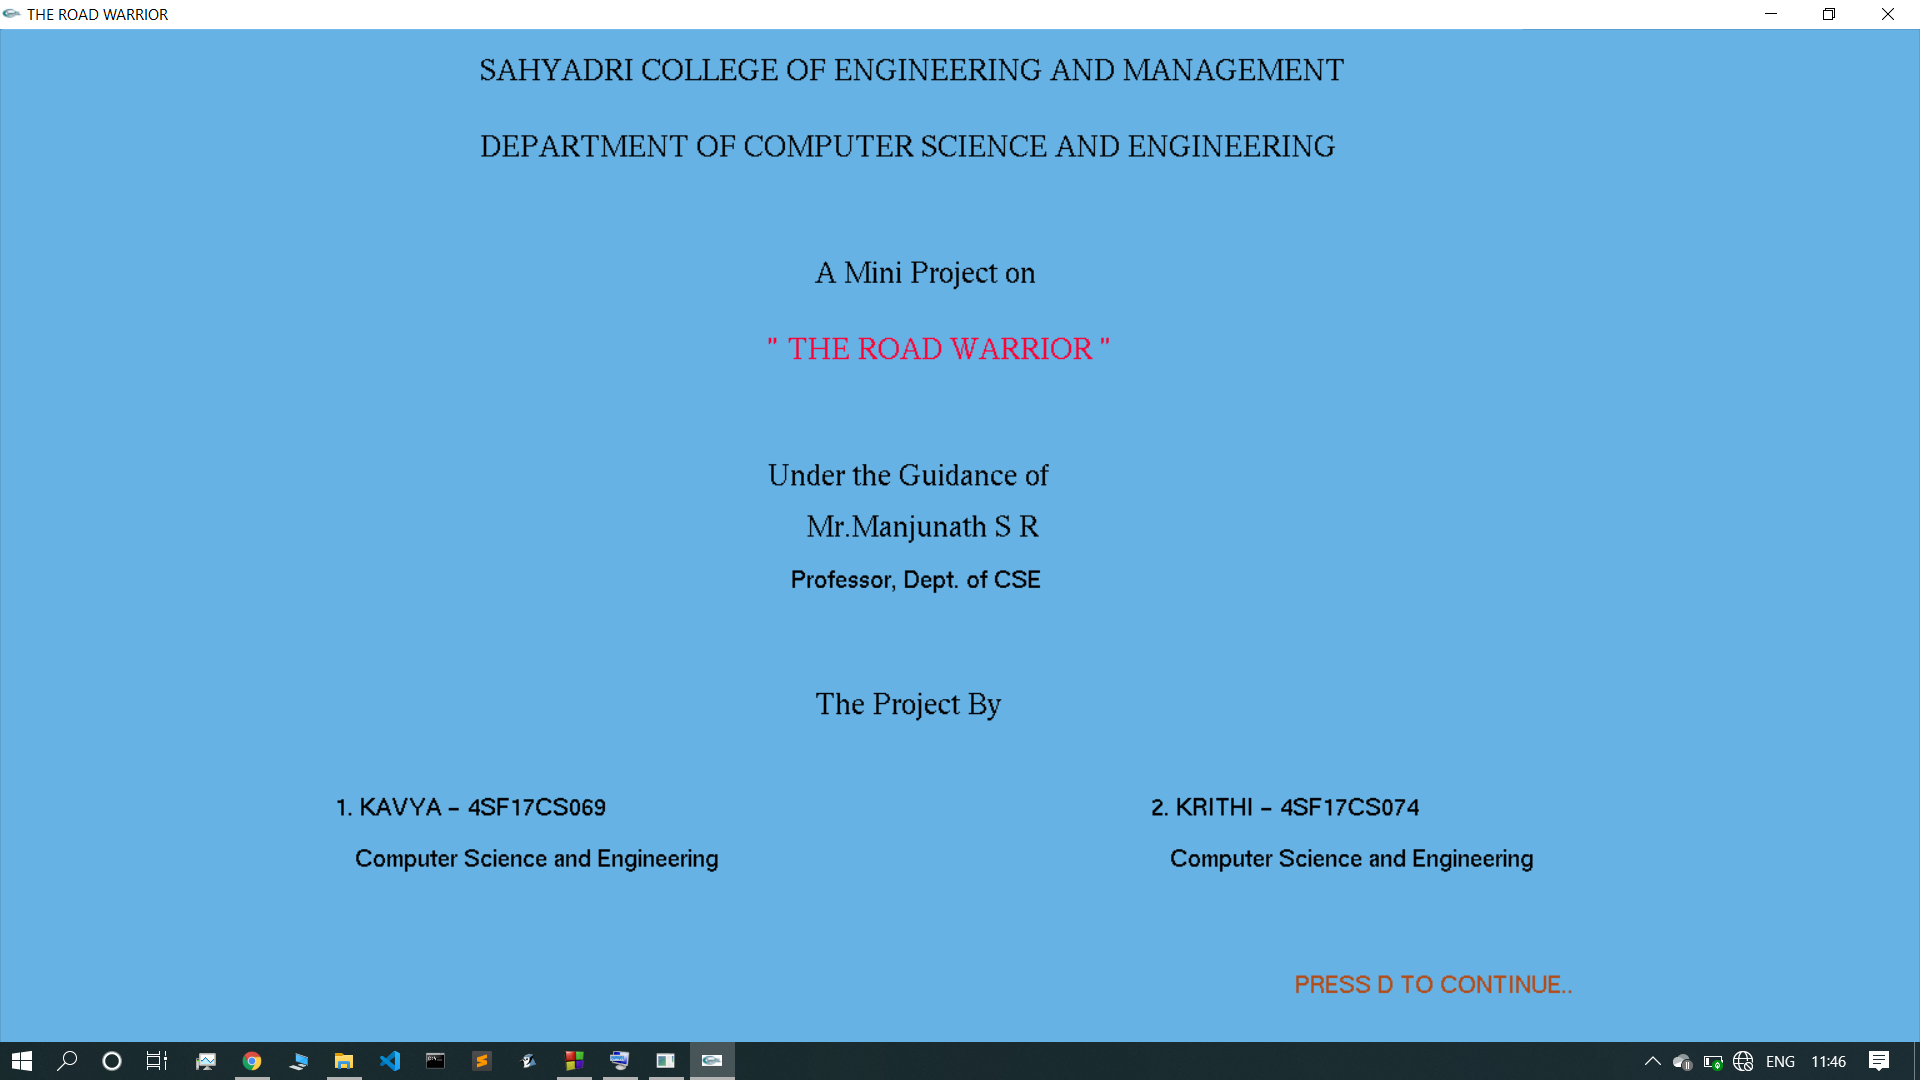 THE ROAD WARRIOR
SAHYADRI COLLEGE OF ENGINEERING AND MANAGEMENT
DEPARTMENT OF COMPUTER SCIENCE AND ENGINEERING
A Mini Project on
" THE ROAD WARRIOR "
Under the Guidance of
Mr.Manjunath S R
Professor, Dept. of CSE
The Project By
1. KAVYA - 4SF17CS069
2. KRITHI - 4SF17CS074
Computer Science and Engineering
Computer Science and Engineering
PRESS D TO CONTINUE..
ENG
11:46